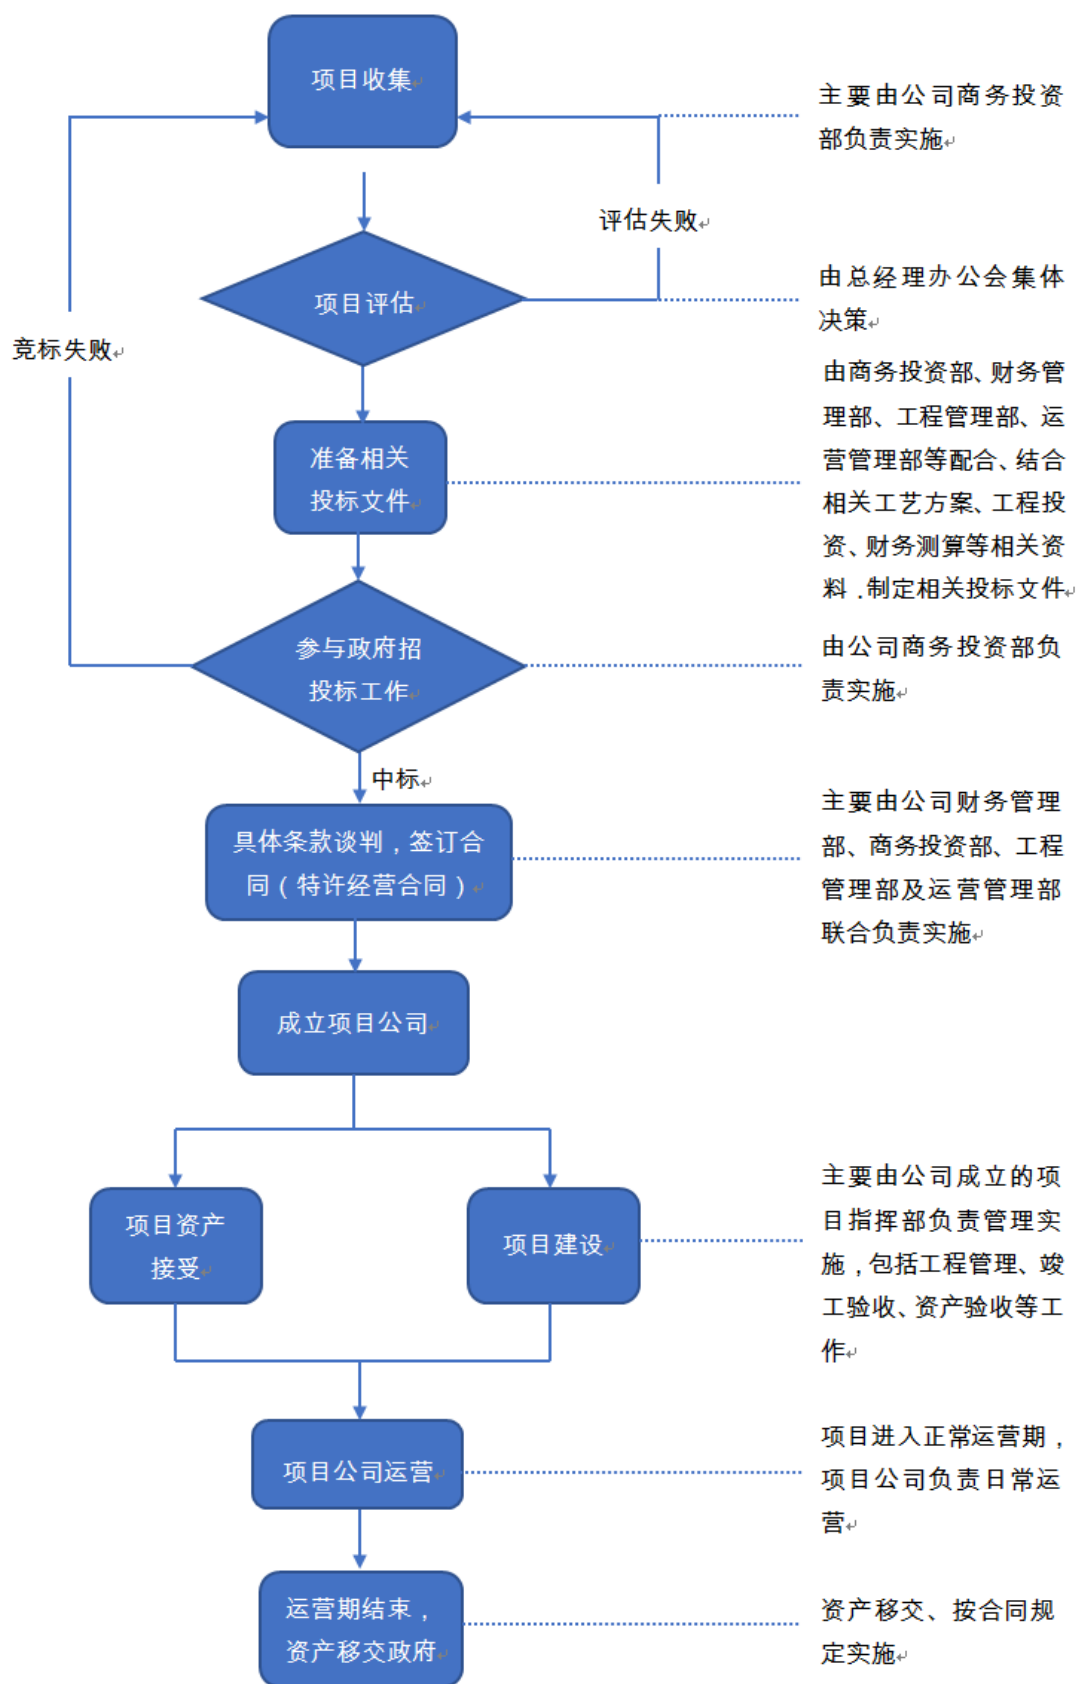 项目收集
主要由公司商务投资
部负责实施
评估失败
项目评估
由总经理办公会集体
决策
竞标失败
准备相关
投标文件
由商务投资部、财务管
理部、工程管理部、运
营管理部等配合、结合
相关工艺方案、工程投
资、财务测算等相关资
料，制定相关投标文件
参与政府招
投标工作
由公司商务投资部负
责实施
中标
具体条款谈判，签订合
同（特许经营合同）
主要由公司财务管理
部、商务投资部、工程
管理部及运营管理部
联合负责实施
成立项目公司
项目资产
接受
项目建设
主要由公司成立的项
目指挥部负责管理实
施，包括工程管理、竣
工验收、资产验收等工
作
项目公司运营
项目进入正常运营期，
项目公司负责日常运
营
运营期结束，
资产移交政府
资产移交、按合同规
定实施